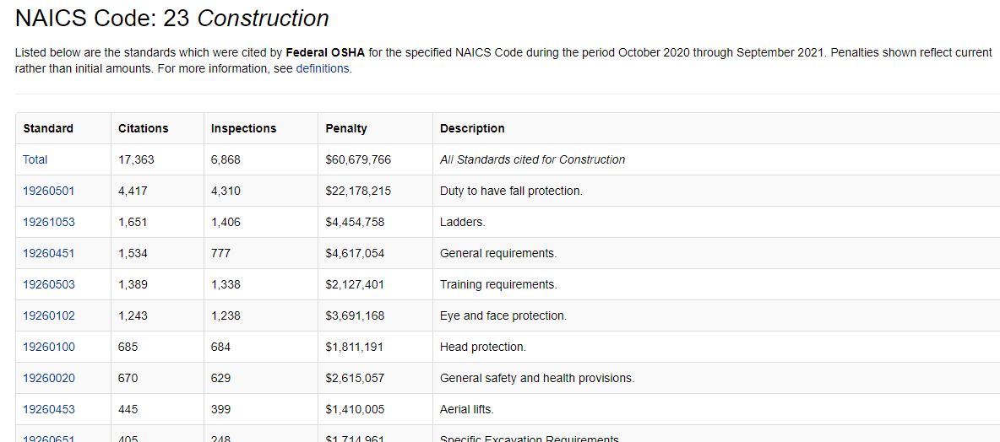 NAICS Code: 23 Construction
Listed below are the standards which were cited by Federal OSHA for the specified NAICS Code during the period October 2020 through September 2021. Penalties shown reflect current
rather than initial amounts. For more information, see definitions.
Standard Citations Inspections Penalty Description
Total 17,363 6,868 $60,679,766 All Standards cited for Construction
19260501 4,417 4,310 $22,178,215 Duty to have fall protection.
19261053 1,651 1,406 $4,454,758 Ladders.
19260451 1,534 777 $4,617,054 General requirements.
19260503 1,389 1,338 $2,127,401 Training requirements.
19260102 1,243 1,238 $3,691,168 Eye and face protection.
19260100 685 684 $1,811,191 Head protection.
19260020 670 629 $2,615,057 General safety and health provisions.
19260453 445 399 $1,410,005 Aerial lifts.
19260651 405 248 $1,714,961 Specific Excavation Requirements.